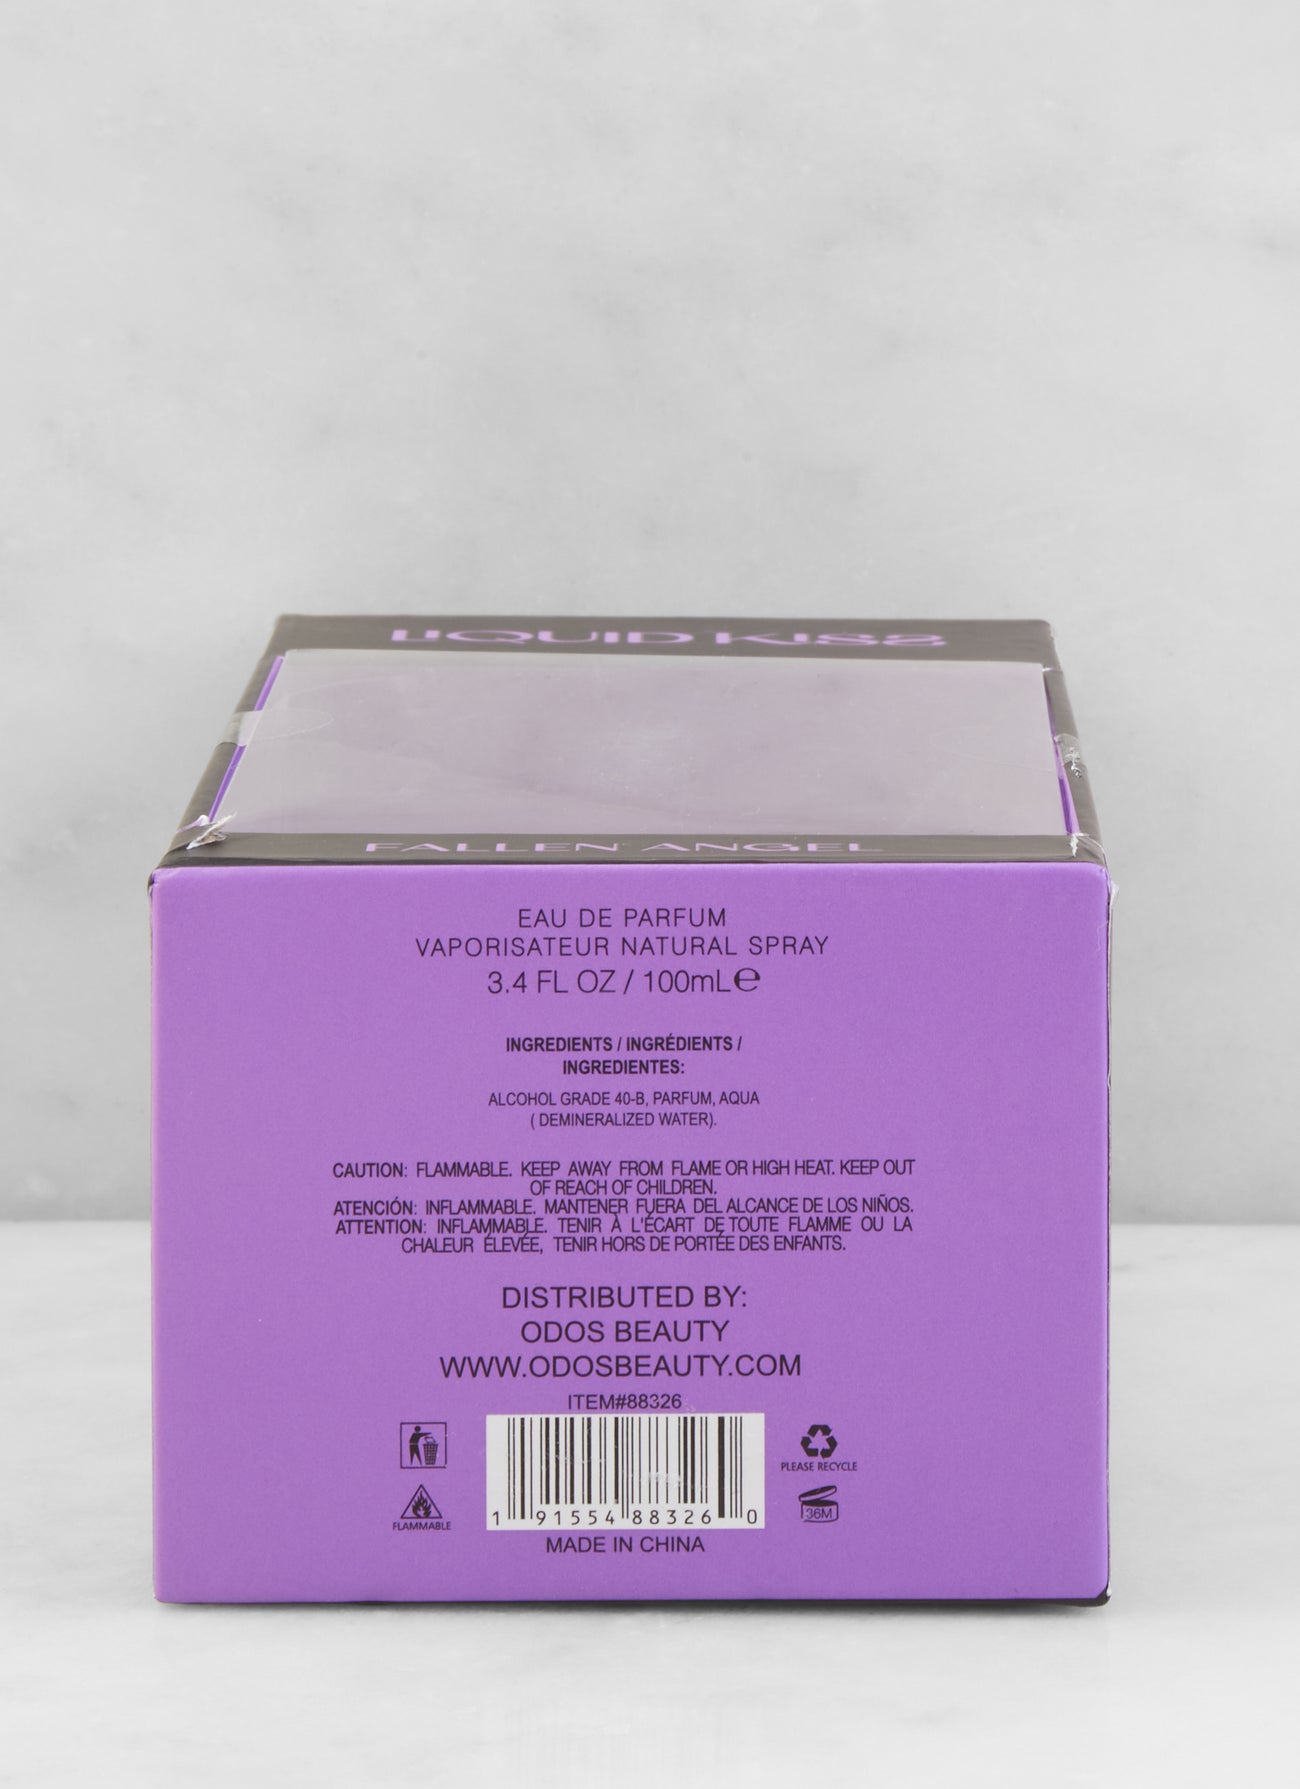 LIQUID KISS
FALLEN ANGEL
EAU DE PARFUM
VAPORISATEUR NATURAL SPRAY
3.4 FL OZ / 100mL℮
INGREDIENTS / INGRÉDIENTS /
INGREDIENTES:
ALCOHOL GRADE 40-B, PARFUM, AQUA
( DEMINERALIZED WATER).
CAUTION: FLAMMABLE. KEEP AWAY FROM FLAME OR HIGH HEAT. KEEP OUT
OF REACH OF CHILDREN.
ATENCIÓN: INFLAMMABLE. MANTENER FUERA DEL ALCANCE DE LOS NIÑOS.
ATTENTION: INFLAMMABLE. TENIR À L'ÉCART DE TOUTE FLAMME OU LA
CHALEUR ÉLEVÉE, TENIR HORS DE PORTÉE DES ENFANTS.
DISTRIBUTED BY:
ODOS BEAUTY
WWW.ODOSBEAUTY.COM
ITEM#88326
PLEASE RECYCLE
FLAMMABLE
36M
1 91554 88326 0
MADE IN CHINA